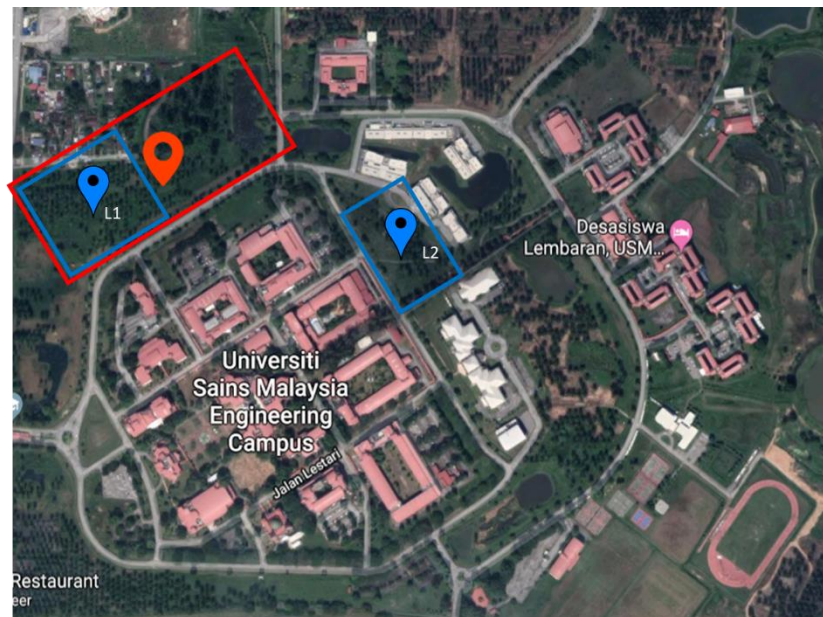 L1
L2
Desasiswa
Lembaran, USM...
Universiti
Sains Malaysia
Engineering
Campus
Jalan Lestari
Restaurant
eer